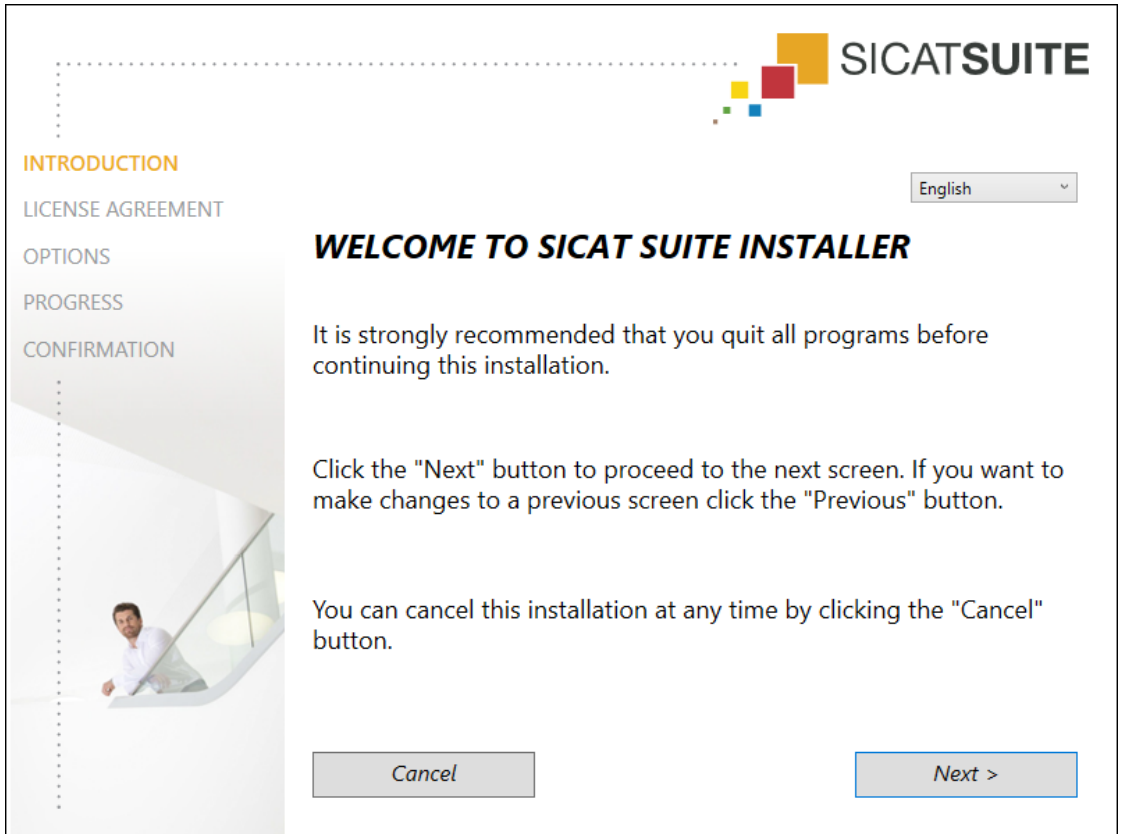 SICATSUITE
INTRODUCTION
LICENSE AGREEMENT
OPTIONS
PROGRESS
CONFIRMATION
English
WELCOME TO SICAT SUITE INSTALLER
It is strongly recommended that you quit all programs before
continuing this installation.
Click the "Next" button to proceed to the next screen. If you want to
make changes to a previous screen click the "Previous" button.
You can cancel this installation at any time by clicking the "Cancel"
button.
Cancel
Next >